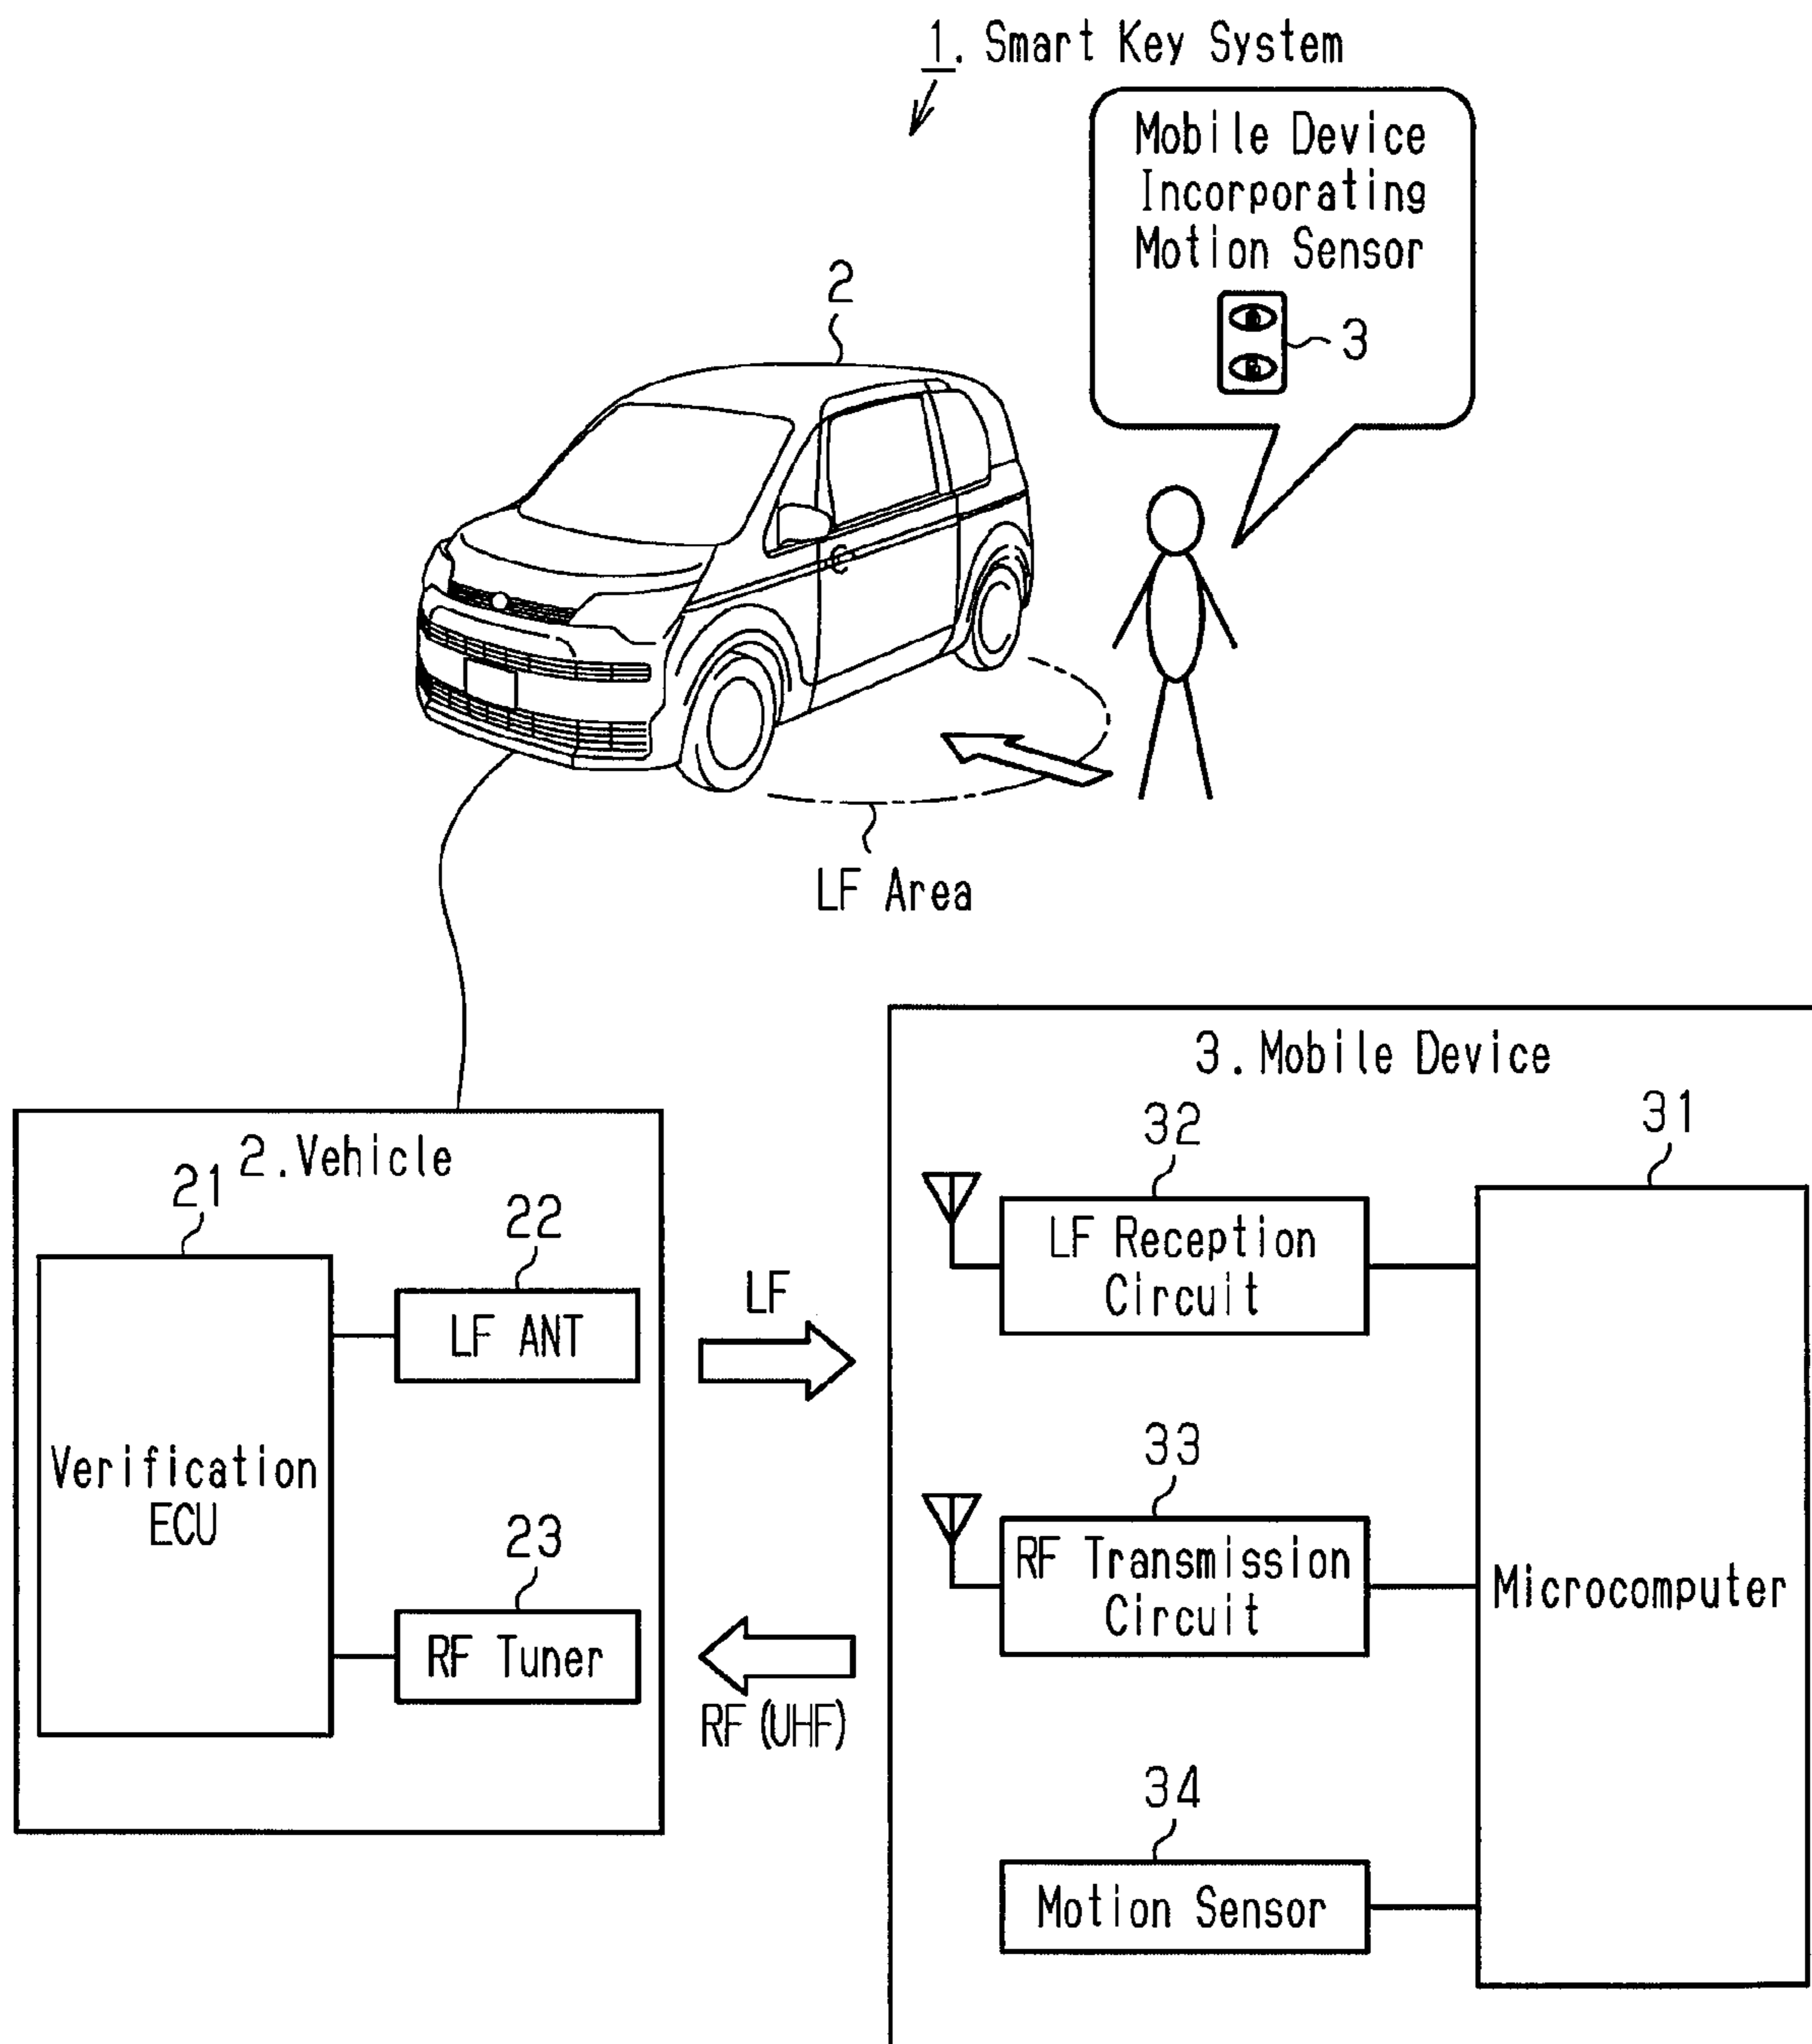 1. Smart Key System
Mobile Device
Incorporating
Motion Sensor
3
2
LF Area
2.Vehicle
21
22
LF ANT
Verification
ECU
23
RF Tuner
LF
RF (UHF)
3. Mobile Device
32
31
LF Reception
Circuit
33
RF Transmission
Circuit
Microcomputer
34
Motion Sensor